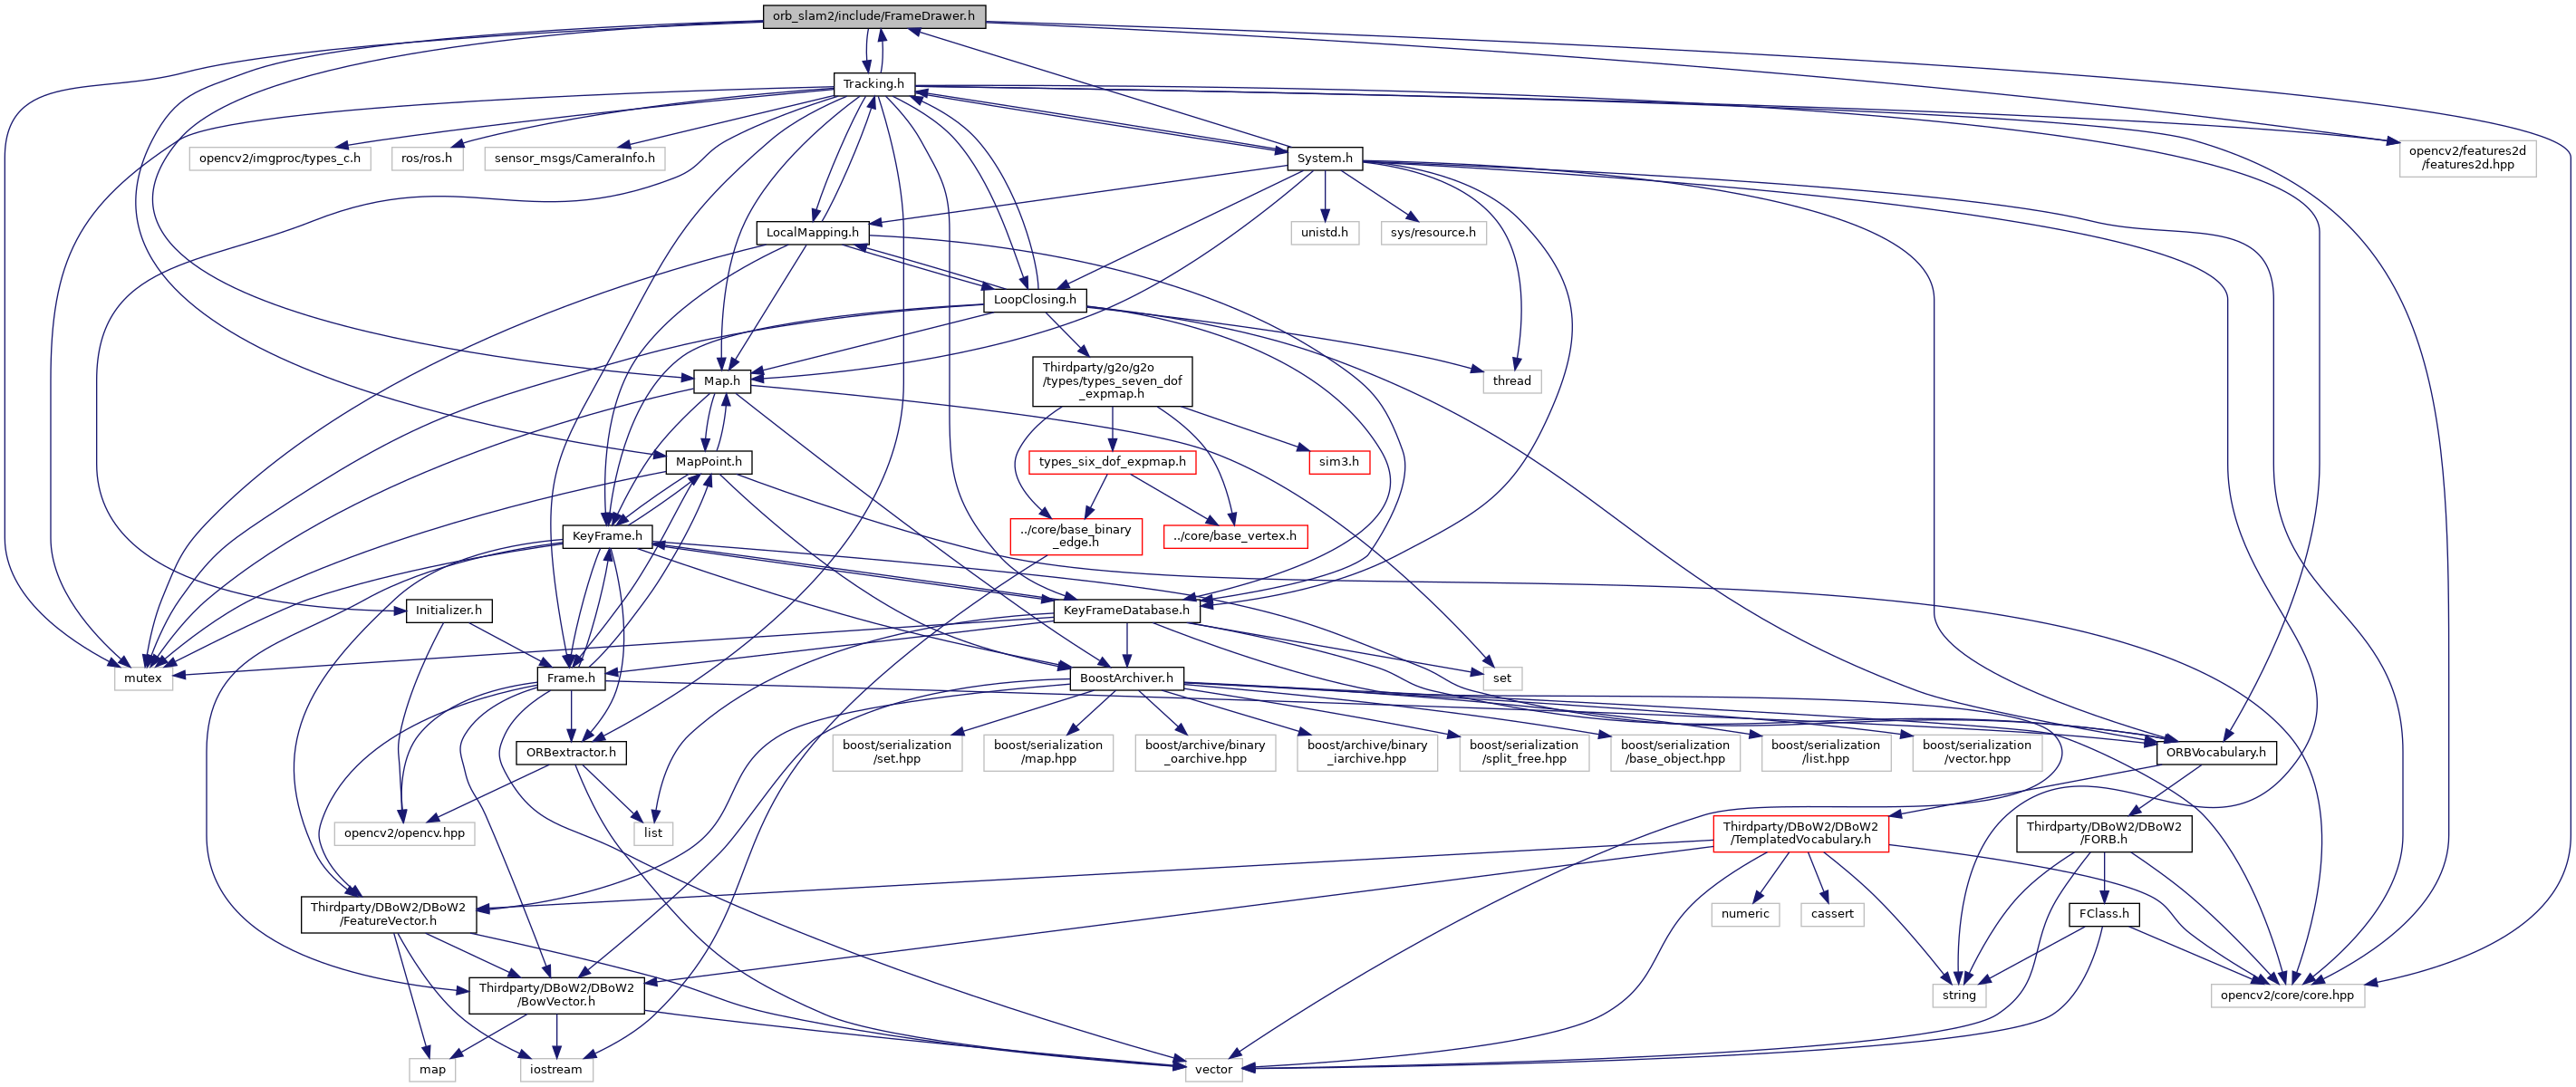 orb_slam2/include/FrameDrawer.h
Tracking.h
opencv2/imgproc/types_c.h
ros/ros.h
sensor_msgs/CameraInfo.h
System.h
opencv2/features2d
/features2d.hpp
LocalMapping.h
unistd.h
sys/resource.h
LoopClosing.h
Map.h
Thirdparty/g2o/g2o
/types/types_seven_dof
_expmap.h
thread
MapPoint.h
types_six_dof_expmap.h
sim3.h
KeyFrame.h
../core/base_binary
_edge.h
../core/base_vertex.h
Initializer.h
KeyFrameDatabase.h
mutex
Frame.h
BoostArchiver.h
set
ORBextractor.h
boost/serialization
/set.hpp
boost/serialization
/map.hpp
boost/archive/binary
_oarchive.hpp
boost/archive/binary
_iarchive.hpp
boost/serialization
/split_free.hpp
boost/serialization
/base_object.hpp
boost/serialization
/list.hpp
boost/serialization
/vector.hpp
ORBVocabulary.h
opencv2/opencv.hpp
list
Thirdparty/DBoW2/DBoW2
/TemplatedVocabulary.h
Thirdparty/DBoW2/DBoW2
/FORB.h
Thirdparty/DBoW2/DBoW2
/FeatureVector.h
numeric
cassert
FClass.h
Thirdparty/DBoW2/DBoW2
/BowVector.h
string
opencv2/core/core.hpp
map
iostream
vector